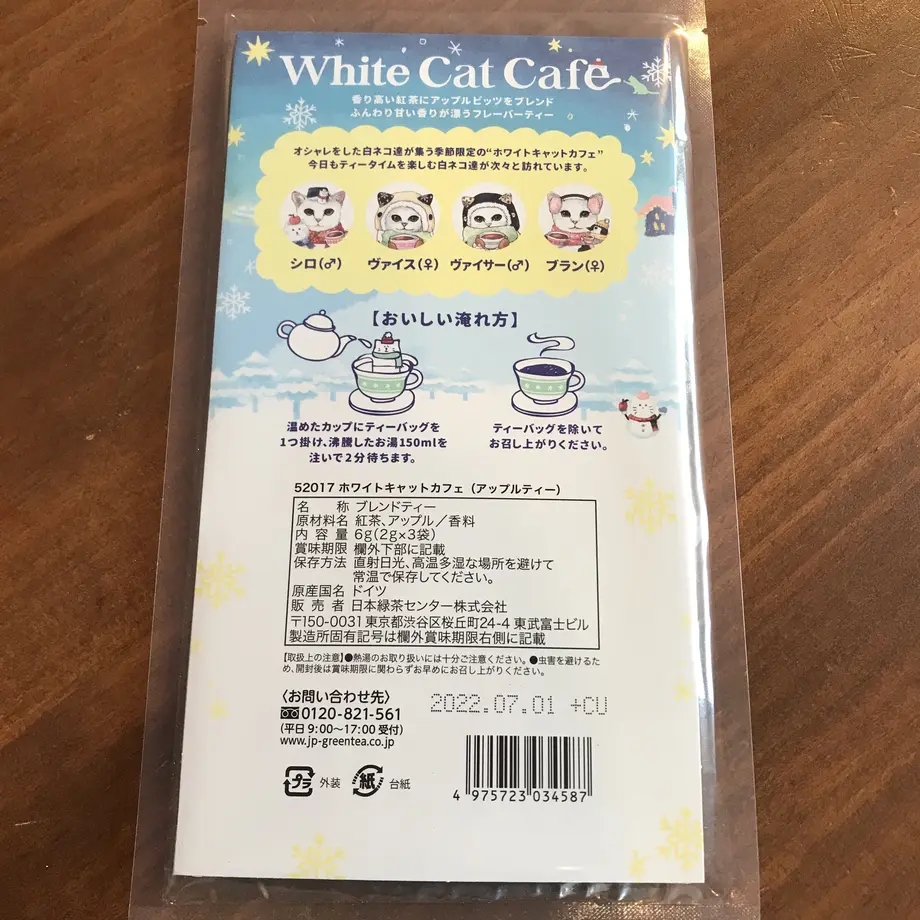 White Cat Café
香り高い紅茶にアップルビッツをブレンド
ふんわり甘い香りが漂うフレーバーティー
オシャレをした白ネコ達が集う季節限定の“ホワイトキャットカフェ”
今日もティータイムを楽しむ白ネコ達が次々と訪れています。
シロ(♂) ヴァイス(♀) ヴァイサー(♂) ブラン(♀)
【おいしい淹れ方】
温めたカップにティーバッグを
1つ掛け、沸騰したお湯150mlを
注いで2分待ちます。
ティーバッグを除いて
お召し上がりください。
52017 ホワイトキャットカフェ（アップルティー）
名 称 ブレンドティー
原材料名 紅茶、アップル／香料
内 容 量 6g(2g×3袋)
賞味期限 欄外下部に記載
保存方法 直射日光、高温多湿な場所を避けて
常温で保存してください。
原産国名 ドイツ
販 売 者 日本緑茶センター株式会社
〒150-0031 東京都渋谷区桜丘町24-4 東武富士ビル
製造所固有記号は欄外賞味期限右側に記載
【取扱上の注意】●熱湯のお取り扱いには十分ご注意ください。●虫害を避けるた
め、開封後は賞味期限に関わらずお早めにお召し上がりください。
〈お問い合わせ先〉
0120-821-561
(平日 9:00〜17:00 受付)
www.jp-greentea.co.jp
2022.07.01 +CU
プラ 外装 紙 台紙
4 975723 034587